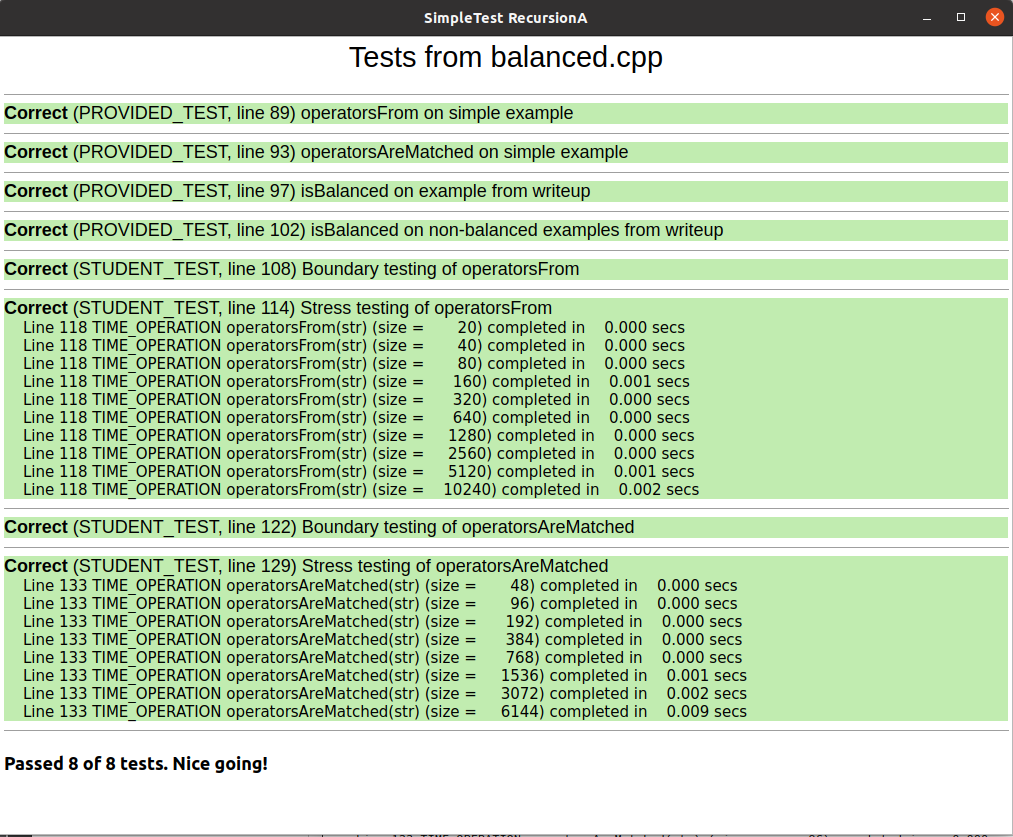 SimpleTest RecursionA
Tests from balanced.cpp
Correct (PROVIDED_TEST, line 89) operatorsFrom on simple example
Correct (PROVIDED_TEST, line 93) operatorsAreMatched on simple example
Correct (PROVIDED_TEST, line 97) isBalanced on example from writeup
Correct (PROVIDED_TEST, line 102) isBalanced on non-balanced examples from writeup
Correct (STUDENT_TEST, line 108) Boundary testing of operatorsFrom
Correct (STUDENT_TEST, line 114) Stress testing of operatorsFrom
Line 118 TIME_OPERATION operatorsFrom(str) (size = 20) completed in 0.000 secs
Line 118 TIME_OPERATION operatorsFrom(str) (size = 40) completed in 0.000 secs
Line 118 TIME_OPERATION operatorsFrom(str) (size = 80) completed in 0.000 secs
Line 118 TIME_OPERATION operatorsFrom(str) (size = 160) completed in 0.001 secs
Line 118 TIME_OPERATION operatorsFrom(str) (size = 320) completed in 0.000 secs
Line 118 TIME_OPERATION operatorsFrom(str) (size = 640) completed in 0.000 secs
Line 118 TIME_OPERATION operatorsFrom(str) (size = 1280) completed in 0.000 secs
Line 118 TIME_OPERATION operatorsFrom(str) (size = 2560) completed in 0.000 secs
Line 118 TIME_OPERATION operatorsFrom(str) (size = 5120) completed in 0.001 secs
Line 118 TIME_OPERATION operatorsFrom(str) (size = 10240) completed in 0.002 secs
Correct (STUDENT_TEST, line 122) Boundary testing of operatorsAreMatched
Correct (STUDENT_TEST, line 129) Stress testing of operatorsAreMatched
Line 133 TIME_OPERATION operatorsAreMatched(str) (size = 48) completed in 0.000 secs
Line 133 TIME_OPERATION operatorsAreMatched(str) (size = 96) completed in 0.000 secs
Line 133 TIME_OPERATION operatorsAreMatched(str) (size = 192) completed in 0.000 secs
Line 133 TIME_OPERATION operatorsAreMatched(str) (size = 384) completed in 0.000 secs
Line 133 TIME_OPERATION operatorsAreMatched(str) (size = 768) completed in 0.000 secs
Line 133 TIME_OPERATION operatorsAreMatched(str) (size = 1536) completed in 0.001 secs
Line 133 TIME_OPERATION operatorsAreMatched(str) (size = 3072) completed in 0.002 secs
Line 133 TIME_OPERATION operatorsAreMatched(str) (size = 6144) completed in 0.009 secs
Passed 8 of 8 tests. Nice going!